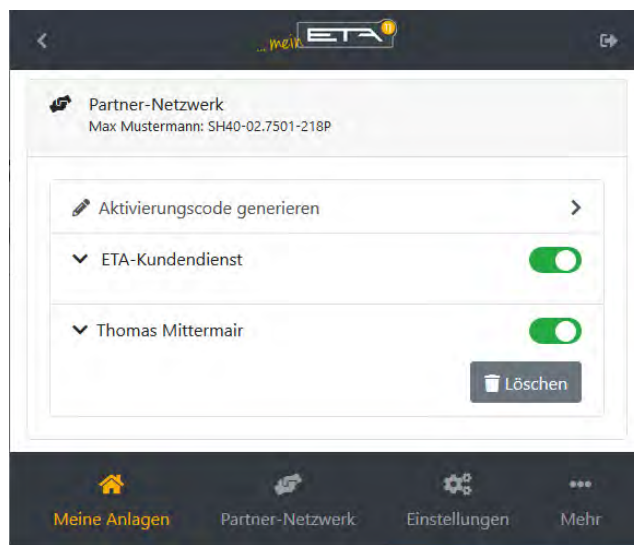 ... mein ETA 11
Partner-Netzwerk
Max Mustermann: SH40-02.7501-218P
Aktivierungscode generieren
ETA-Kundendienst
Thomas Mittermair
Löschen
Meine Anlagen Partner-Netzwerk Einstellungen Mehr